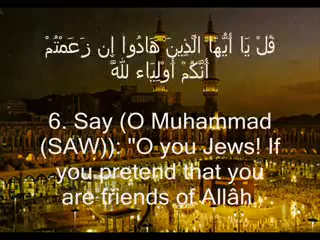 قُلْ يَا أَيُّهَا الَّذِينَ هَادُوا إِن زَعَمْتُمْ
أَنَّكُمْ أَوْلِيَاء لِلَّهِ
6. Say (O Muhammad
(SAW)): "O you Jews! If
you pretend that you
are friends of Allâh,